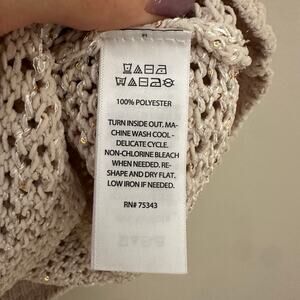 100% POLYESTER
TURN INSIDE OUT. MA-
CHINE WASH COOL -
DELICATE CYCLE.
NON-CHLORINE BLEACH
WHEN NEEDED. RE-
SHAPE AND DRY FLAT.
LOW IRON IF NEEDED.
RN# 75343